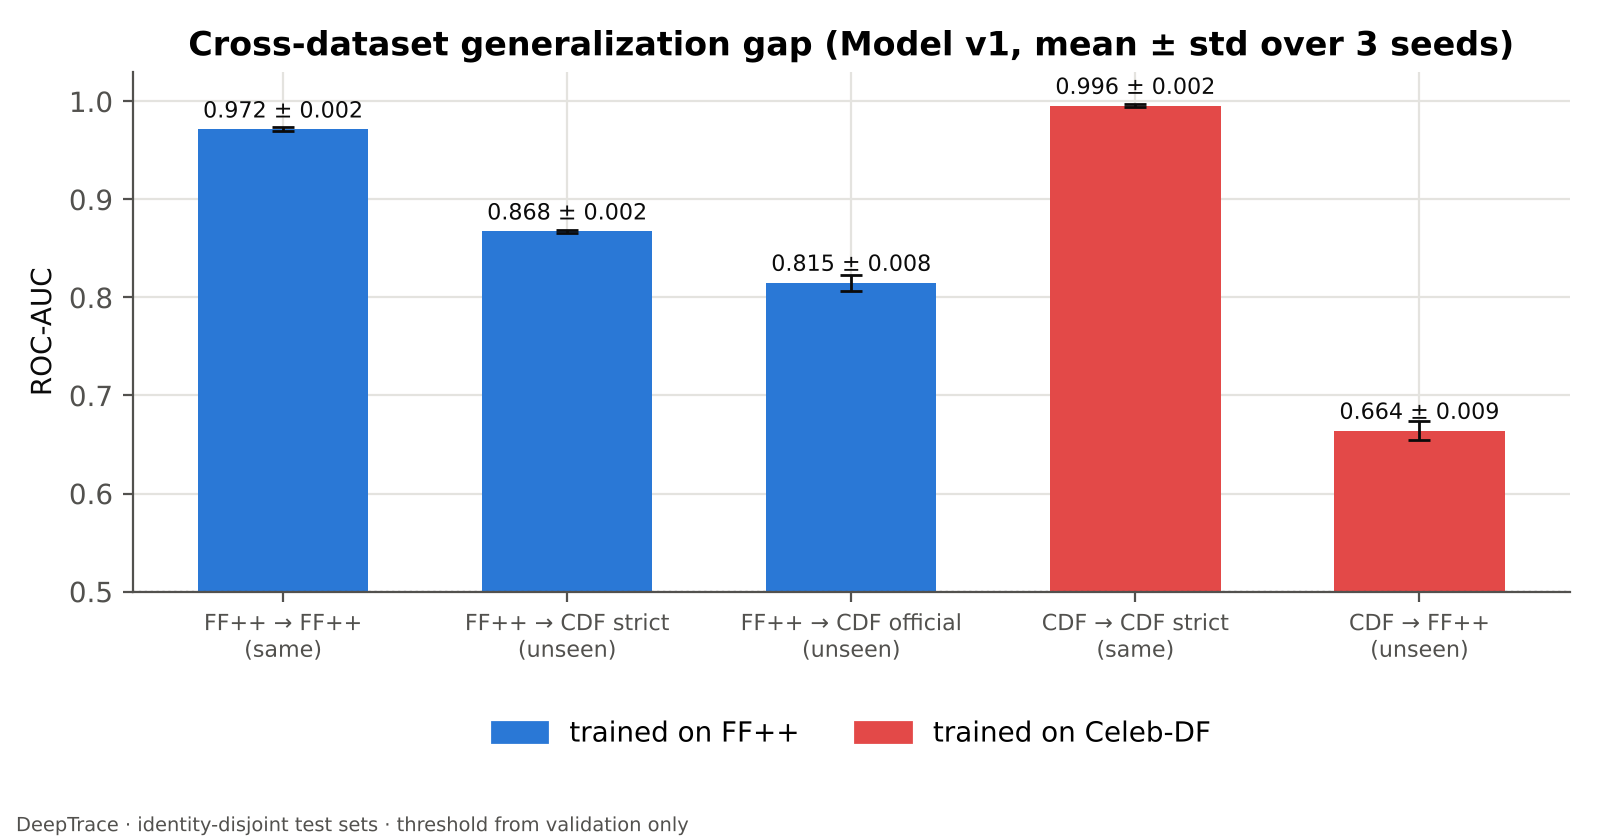 Cross-dataset generalization gap (Model v1, mean ± std over 3 seeds)
ROC-AUC
1.0
0.9
0.8
0.7
0.6
0.5
0.972 ± 0.002
0.868 ± 0.002
0.815 ± 0.008
0.996 ± 0.002
0.664 ± 0.009
FF++ → FF++
(same)
FF++ → CDF strict
(unseen)
FF++ → CDF official
(unseen)
CDF → CDF strict
(same)
CDF → FF++
(unseen)
trained on FF++
trained on Celeb-DF
DeepTrace · identity-disjoint test sets · threshold from validation only